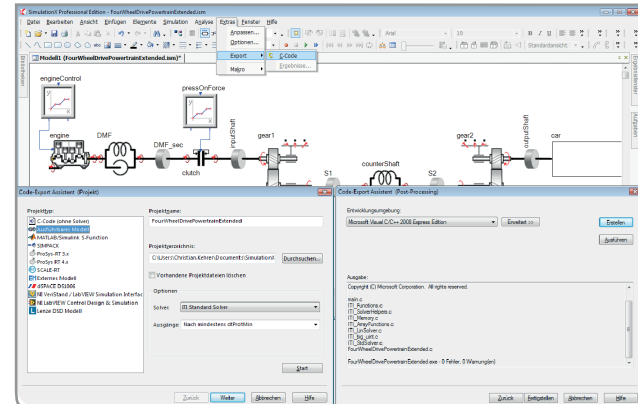 SimulationX Professional Edition - FourWheelDrivePowertrainExtended.ism
Datei Bearbeiten Ansicht Einfügen Elemente Simulation Analyse Extras Fenster Hilfe
Anpassen...
Optionen...
Export
C-Code
Makro
Ergebnisse...
Arial
10
Standardansicht
Bibliotheken
Modell1 (FourWheelDrivePowertrainExtended.ism)*
Ergebnisfenster
Aufgaben
engineControl
pressOnForce
engine
DMF
DMF_sec
clutch
inputShaft
gear1
S1
counterShaft
S2
gear2
outputShaft
car
Code-Export Assistent (Projekt)
Projekttyp:
C-Code (ohne Solver)
Ausführbares Modell
MATLAB/Simulink S-Function
SIMPACK
ProSys-RT 3.x
ProSys-RT 4.x
SCALE-RT
Externes Modell
dSPACE DS1006
NI VeriStand / LabVIEW Simulation Interfac
NI LabVIEW Control Design & Simulation
Lenze DSD Modell
Projektname:
FourWheelDrivePowertrainExtended
Projektverzeichnis:
C:\Users\Christian.Kehrer\Documents\SimulationX
Durchsuchen...
Vorhandene Projektdateien löschen
Optionen
Solver:
ITI Standard Solver
Ausgänge:
Nach mindestens dtProtMin
Start
Zurück
Weiter
Abbrechen
Hilfe
Code-Export Assistent (Post-Processing)
Entwicklungsumgebung:
Microsoft Visual C/C++ 2008 Express Edition
Erweitert >>
Erstellen
Ausführen
Ausgabe:
Copyright (C) Microsoft Corporation. All rights reserved.
main.c
ITI_Functions.c
ITI_SolverHelpers.c
ITI_Memory.c
ITI_ArrayFunctions.c
ITI_LinSolver.c
ITI_big_uint.c
ITI_StdSolver.c
FourWheelDrivePowertrainExtended.c
FourWheelDrivePowertrainExtended.exe - 0 Fehler, 0 Warnung(en)
Zurück
Fertigstellen
Abbrechen
Hilfe